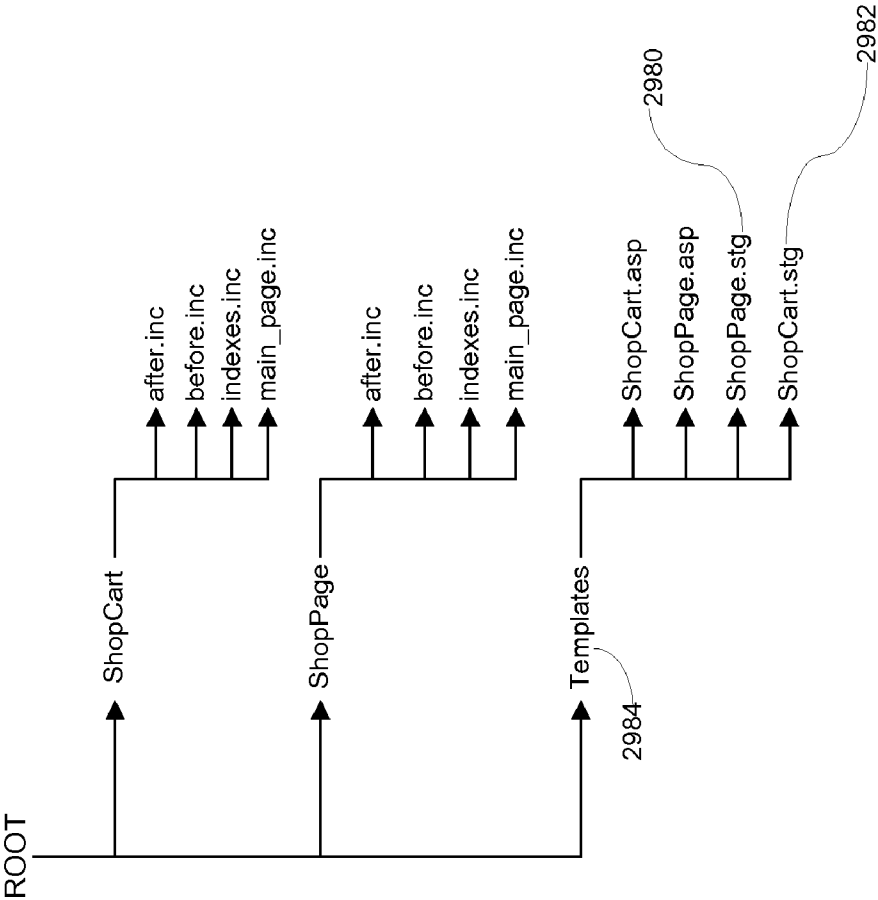 ROOT
ShopCart
after.inc
before.inc
indexes.inc
main_page.inc
ShopPage
after.inc
before.inc
indexes.inc
main_page.inc
Templates
2984
ShopCart.asp
ShopPage.asp
ShopPage.stg
2980
ShopCart.stg
2982